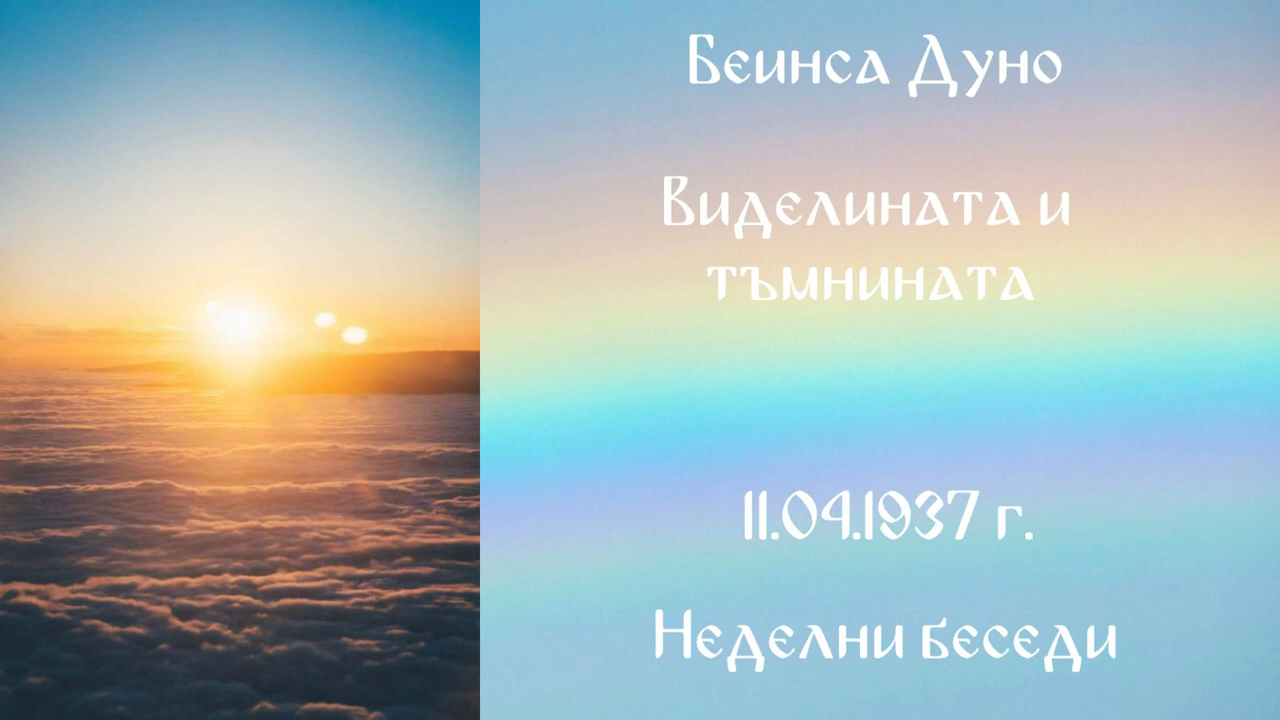 Беинса Дуно
Виделината и
тъмнината
11.04.1937 г.
Неделни беседи